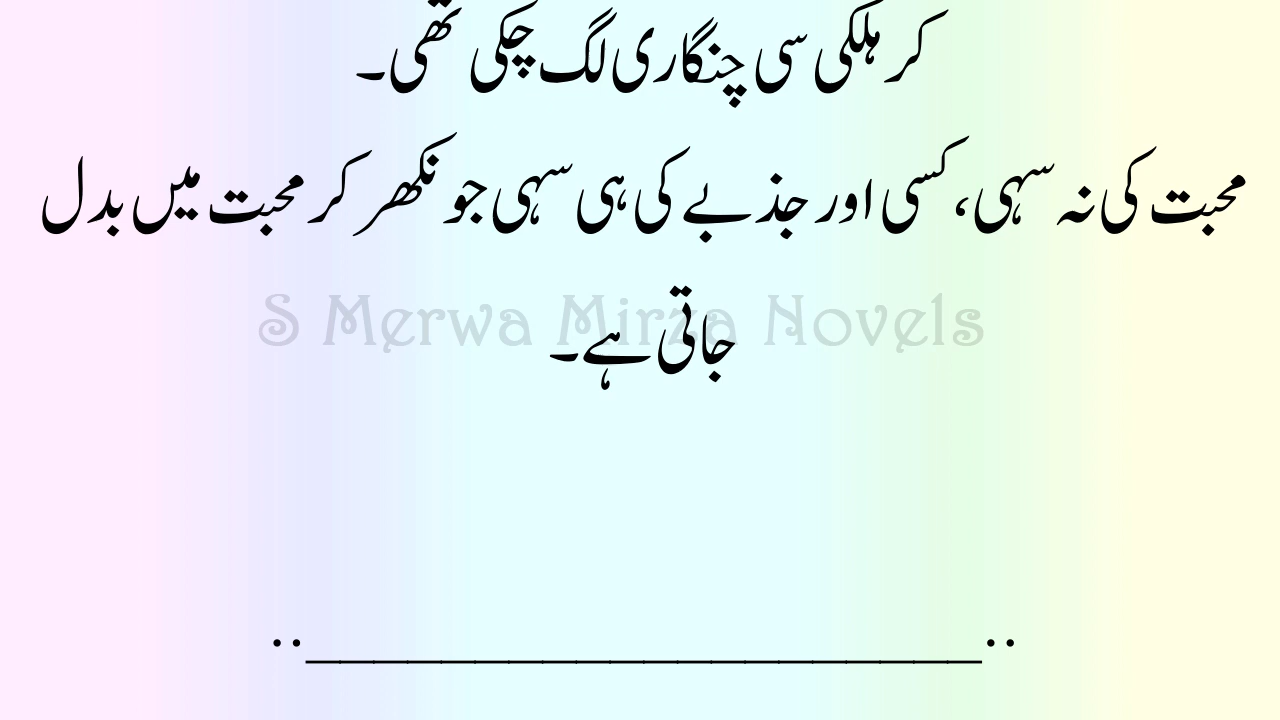 کر ہلکی سی چنگاری لگ چکی تھی۔
محبت کی نہ سہی، کسی اور جذبے کی ہی سہی جو نکھر کر محبت میں بدل
جاتی ہے۔
S Merwa Mirza Novels
..____________________..